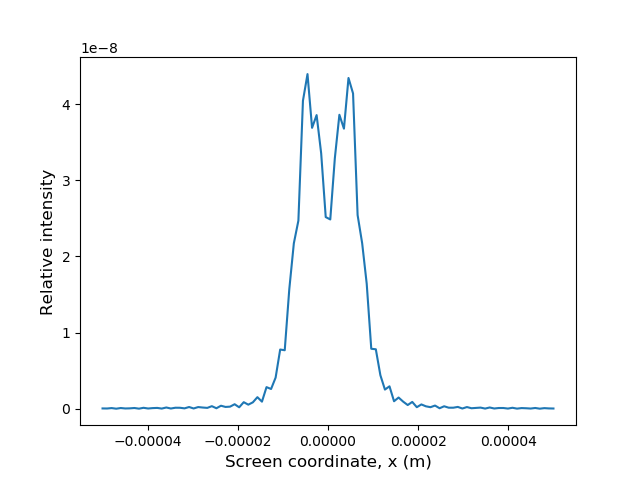 1e−8
4
3
2
1
0
Relative intensity
−0.00004 −0.00002 0.00000 0.00002 0.00004
Screen coordinate, x (m)